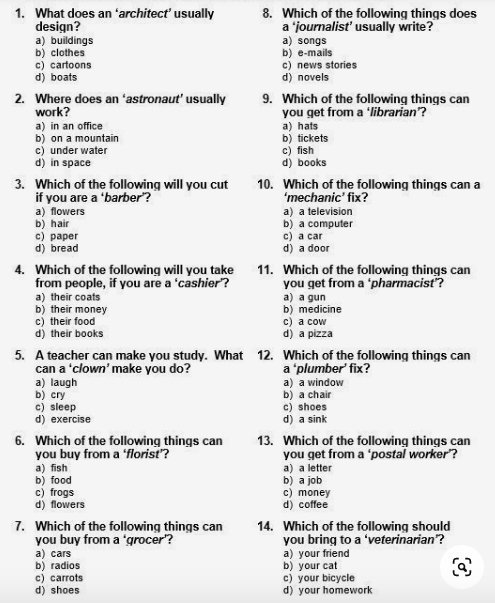 1. What does an ‘architect’ usually
design?
a) buildings
b) clothes
c) cartoons
d) boats
2. Where does an ‘astronaut’ usually
work?
a) in an office
b) on a mountain
c) under water
d) in space
3. Which of the following will you cut
if you are a ‘barber’?
a) flowers
b) hair
c) paper
d) bread
4. Which of the following will you take
from people, if you are a ‘cashier’?
a) their coats
b) their money
c) their food
d) their books
5. A teacher can make you study. What
can a ‘clown’ make you do?
a) laugh
b) cry
c) sleep
d) exercise
6. Which of the following things can
you buy from a ‘florist’?
a) fish
b) food
c) frogs
d) flowers
7. Which of the following things can
you buy from a ‘grocer’?
a) cars
b) radios
c) carrots
d) shoes
8. Which of the following things does
a ‘journalist’ usually write?
a) songs
b) e-mails
c) news stories
d) novels
9. Which of the following things can
you get from a ‘librarian’?
a) hats
b) tickets
c) fish
d) books
10. Which of the following things can a
‘mechanic’ fix?
a) a television
b) a computer
c) a car
d) a door
11. Which of the following things can
you get from a ‘pharmacist’?
a) a gun
b) medicine
c) a cow
d) a pizza
12. Which of the following things can
a ‘plumber’ fix?
a) a window
b) a chair
c) shoes
d) a sink
13. Which of the following things can
you get from a ‘postal worker’?
a) a letter
b) a job
c) money
d) coffee
14. Which of the following should
you bring to a ‘veterinarian’?
a) your friend
b) your cat
c) your bicycle
d) your homework